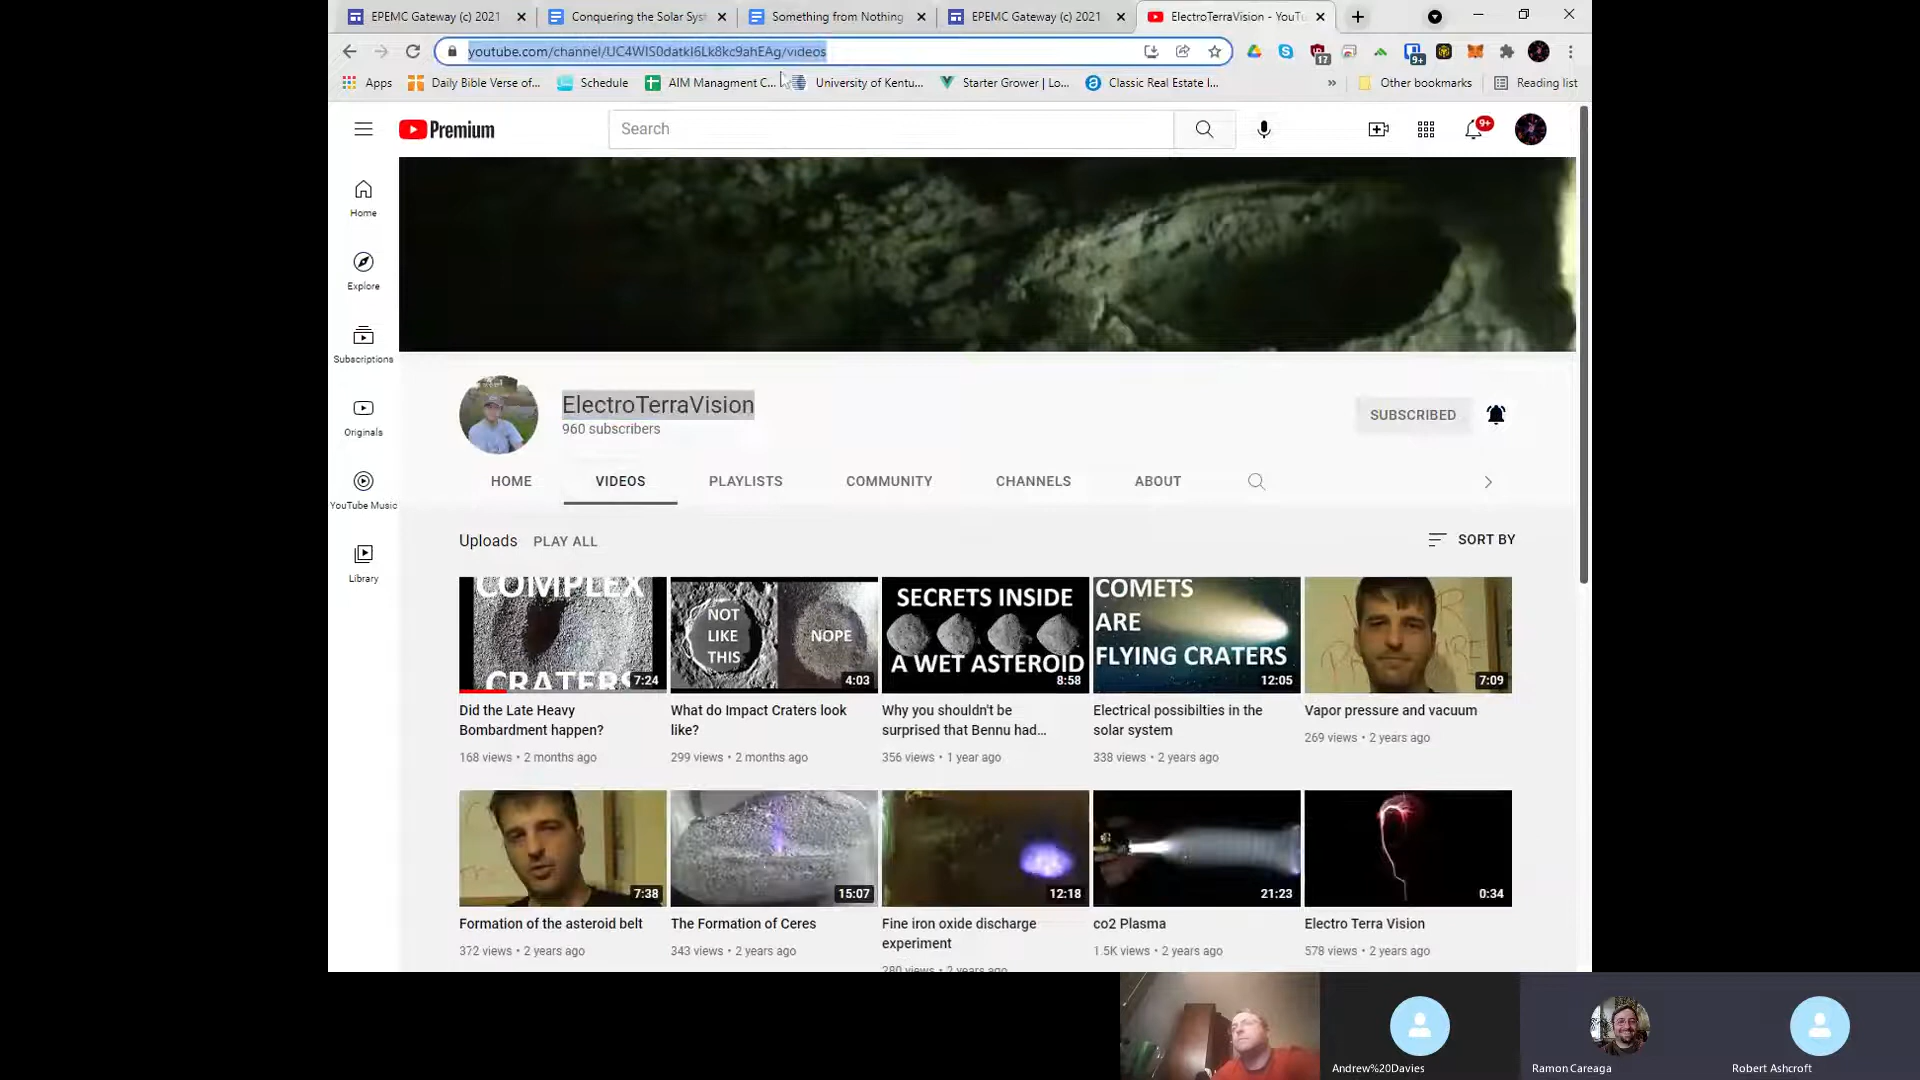 EPEMC Gateway (c) 2021
Conquering the Solar Syst
Something from Nothing
EPEMC Gateway (c) 2021
ElectroTerraVision - YouTu
youtube.com/channel/UC4WIS0datkI6Lk8kc9ahEAg/videos
17
9+
Apps
Daily Bible Verse of...
Schedule
AIM Managment C...
University of Kentu...
Starter Grower | Lo...
Classic Real Estate I...
»
Other bookmarks
Reading list
Premium
Search
9+
Home
Explore
Subscriptions
Originals
YouTube Music
Library
ElectroTerraVision
960 subscribers
SUBSCRIBED
HOME
VIDEOS
PLAYLISTS
COMMUNITY
CHANNELS
ABOUT
Uploads
PLAY ALL
SORT BY
COMPLEX
CRATERS
7:24
NOT
LIKE
THIS
NOPE
4:03
SECRETS INSIDE
A WET ASTEROID
8:58
COMETS
ARE
FLYING CRATERS
12:05
7:09
Did the Late Heavy
Bombardment happen?
168 views • 2 months ago
What do Impact Craters look
like?
299 views • 2 months ago
Why you shouldn't be
surprised that Bennu had...
356 views • 1 year ago
Electrical possibilties in the
solar system
338 views • 2 years ago
Vapor pressure and vacuum
269 views • 2 years ago
7:38
15:07
12:18
21:23
0:34
Formation of the asteroid belt
372 views • 2 years ago
The Formation of Ceres
343 views • 2 years ago
Fine iron oxide discharge
experiment
280 views • 2 years ago
co2 Plasma
1.5K views • 2 years ago
Electro Terra Vision
578 views • 2 years ago
Andrew%20Davies
Ramon Careaga
Robert Ashcroft